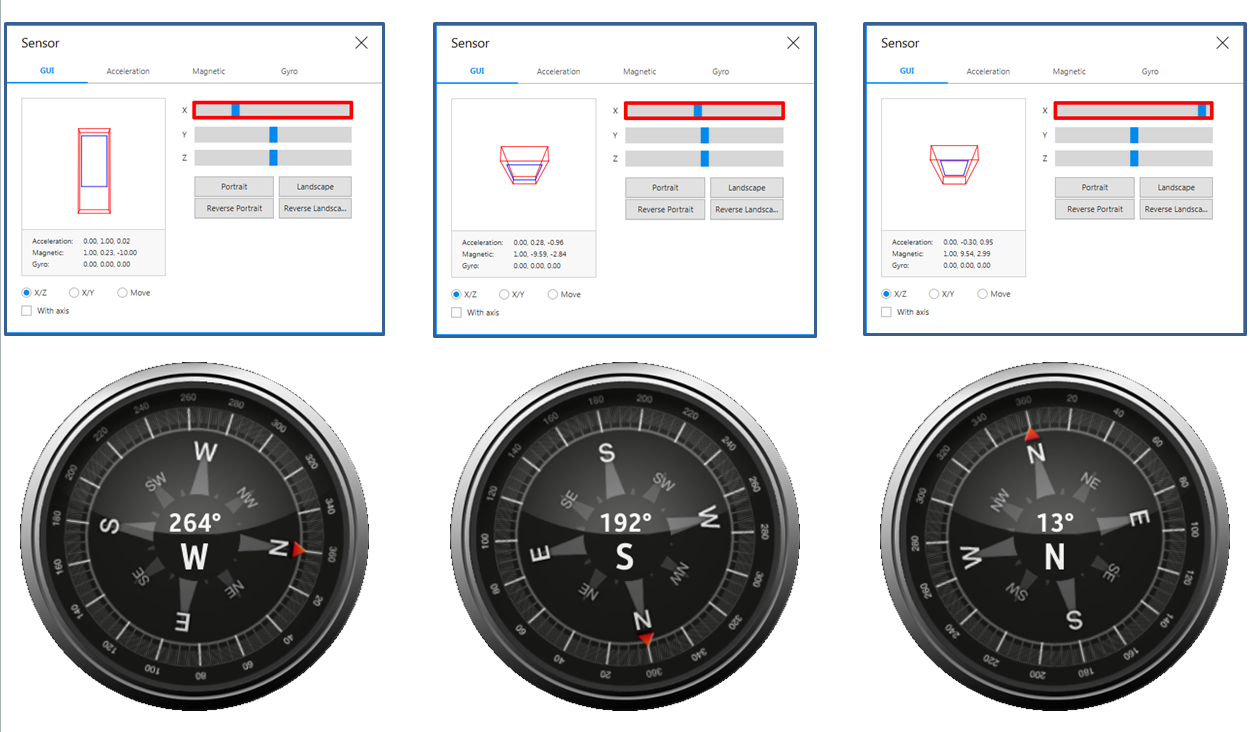 Sensor
GUI Acceleration Magnetic Gyro
X
Y
Z
Portrait Landscape
Reverse Portrait Reverse Landsca...
Acceleration: 0.00, 1.00, 0.02
Magnetic: 1.00, 0.23, -10.00
Gyro: 0.00, 0.00, 0.00
X/Z X/Y Move
With axis
Sensor
GUI Acceleration Magnetic Gyro
X
Y
Z
Portrait Landscape
Reverse Portrait Reverse Landsca...
Acceleration: 0.00, 0.28, -0.96
Magnetic: 1.00, -9.59, -2.84
Gyro: 0.00, 0.00, 0.00
X/Z X/Y Move
With axis
Sensor
GUI Acceleration Magnetic Gyro
X
Y
Z
Portrait Landscape
Reverse Portrait Reverse Landsca...
Acceleration: 0.00, -0.30, 0.95
Magnetic: 1.00, 9.54, 2.99
Gyro: 0.00, 0.00, 0.00
X/Z X/Y Move
With axis
260 280 300 320 340 360 20 40 60 80 100 120 140 160 180 200 220 240
W NW N NE E SE S SW
264°
W
180 200 220 240 260 280 300 320 340 360 20 40 60 80 100 120 140 160
S SW W NW N NE E SE
192°
S
360 20 40 60 80 100 120 140 160 180 200 220 240 260 280 300 320 340
N NE E SE S SW W NW
13°
N